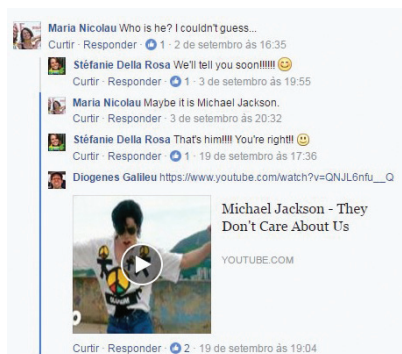 Maria Nicolau Who is he? I couldn't guess...
Curtir · Responder · 1 · 2 de setembro às 16:35
Stéfanie Della Rosa We'll tell you soon!!!!!!
Curtir · Responder · 1 · 3 de setembro às 19:55
Maria Nicolau Maybe it is Michael Jackson.
Curtir · Responder · 3 de setembro às 20:32
Stéfanie Della Rosa That's him!!!! You're right!!
Curtir · Responder · 1 · 19 de setembro às 17:36
Diogenes Galileu https://www.youtube.com/watch?v=QNJL6nfu__Q
Michael Jackson - They
Don't Care About Us
YOUTUBE.COM
OLODUM
Curtir · Responder · 2 · 19 de setembro às 19:04